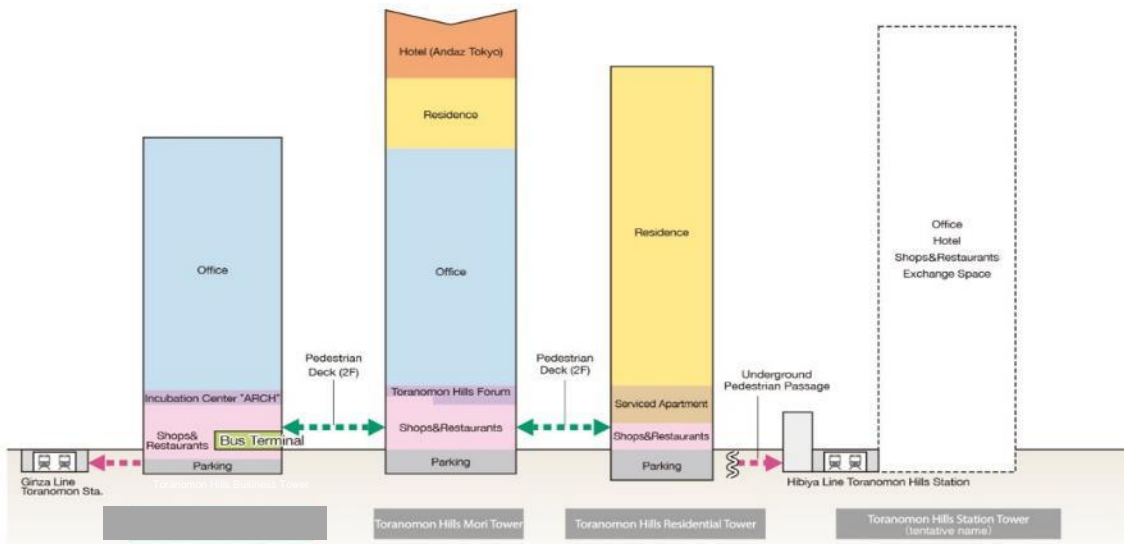 Hotel (Andaz Tokyo)
Residence
Office
Toranomon Hills Forum
Shops&Restaurants
Parking
Office
Incubation Center "ARCH"
Shops&
Restaurants
Bus Terminal
Parking
Pedestrian
Deck (2F)
Pedestrian
Deck (2F)
Residence
Serviced Apartment
Shops&Restaurants
Parking
Underground
Pedestrian Passage
Office
Hotel
Shops&Restaurants
Exchange Space
Ginza Line
Toranomon Sta.
Hibiya Line Toranomon Hills Station
Toranomon Hills Business Tower
Toranomon Hills Mori Tower
Toranomon Hills Residential Tower
Toranomon Hills Station Tower
(tentative name)